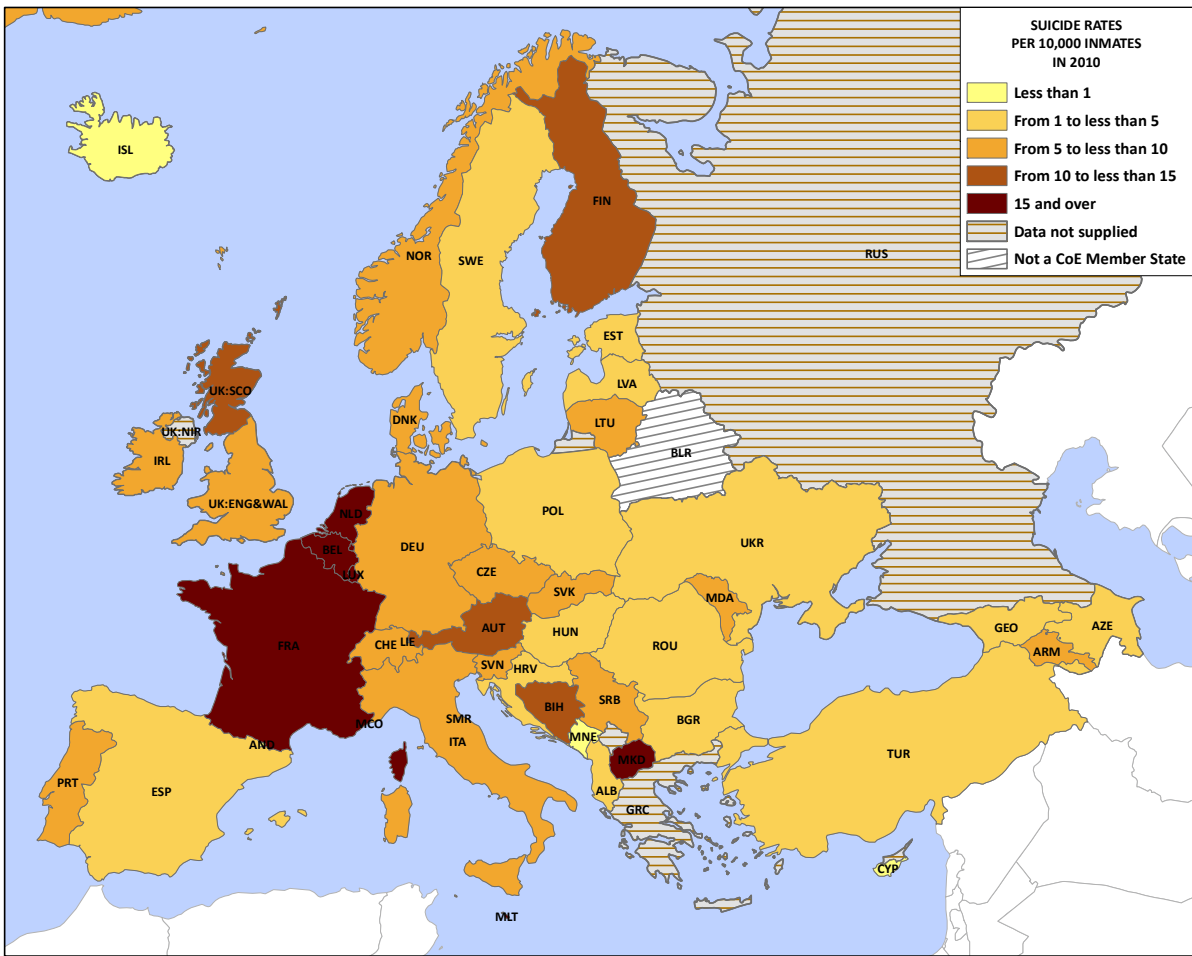 SUICIDE RATES
PER 10,000 INMATES
IN 2010
Less than 1
From 1 to less than 5
From 5 to less than 10
From 10 to less than 15
15 and over
Data not supplied
Not a CoE Member State
ISL
FIN
NOR
SWE
RUS
EST
LVA
UK:SCO
LTU
DNK
UK:NIR
BLR
IRL
UK:ENG&WAL
NLD
POL
DEU
UKR
BEL
LUX
CZE
SVK
MDA
AUT
GEO
AZE
HUN
CHE
LIE
FRA
ROU
ARM
SVN
HRV
SRB
BIH
MCO
SMR
BGR
MNE
ITA
AND
MKD
TUR
PRT
ESP
ALB
GRC
CYP
MLT